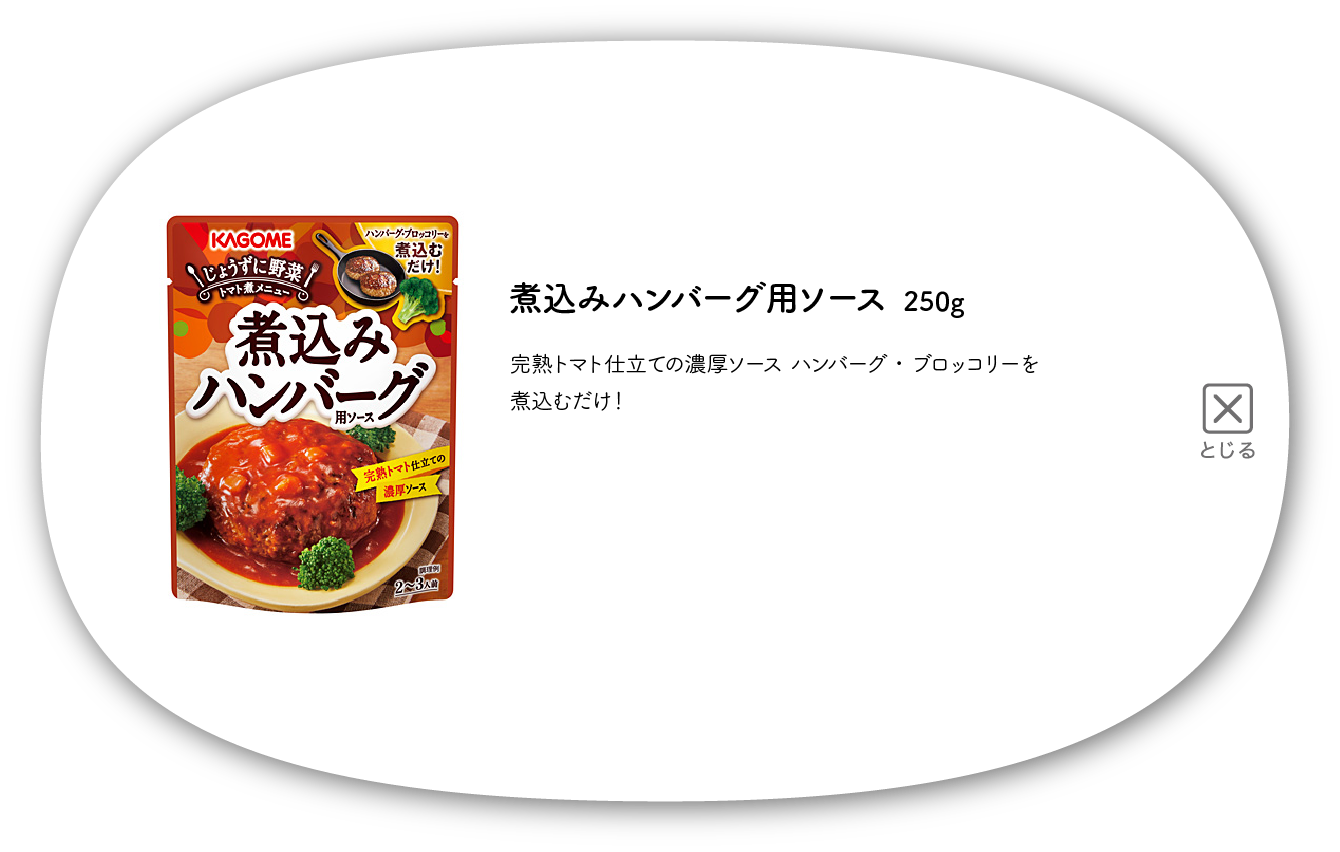 KAGOME
じょうずに野菜
トマト煮メニュー
ハンバーグ・ブロッコリーを
煮込む
だけ!
煮込み
ハンバーグ
用ソース
完熟トマト仕立ての
濃厚ソース
調理例
2〜3人前
煮込みハンバーグ用ソース 250g
完熟トマト仕立ての濃厚ソース ハンバーグ・ブロッコリーを
煮込むだけ!
とじる